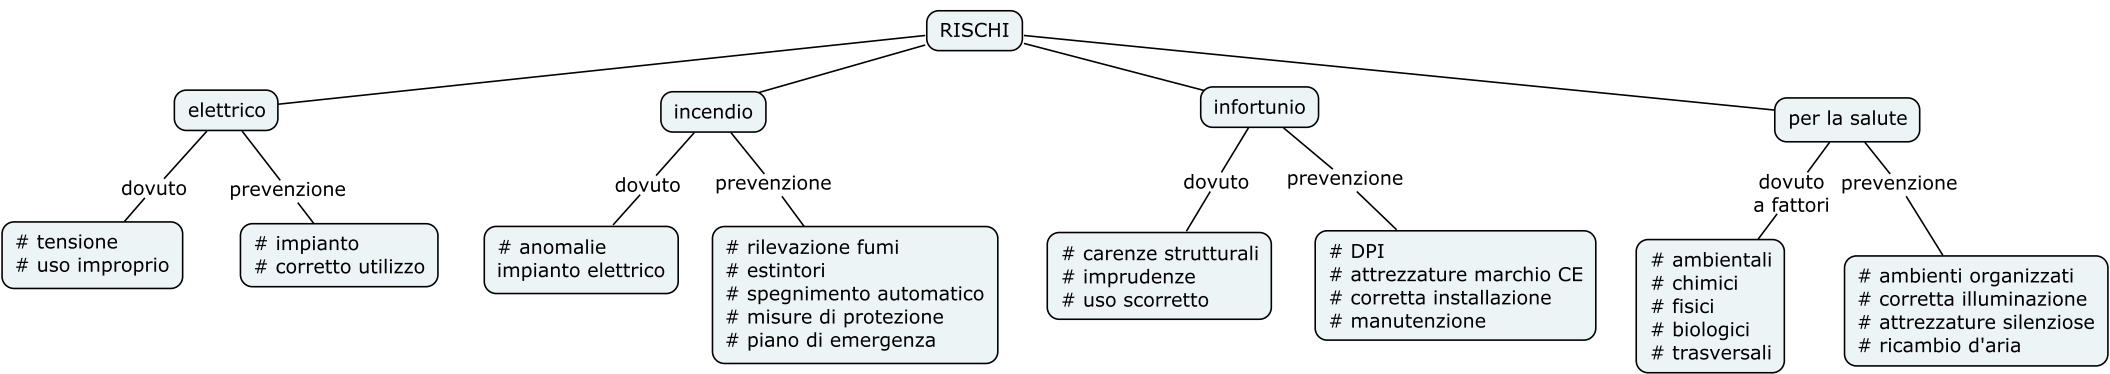 RISCHI
elettrico
incendio
infortunio
per la salute
dovuto
prevenzione
dovuto
prevenzione
dovuto
prevenzione
dovuto
a fattori
prevenzione
# tensione
# uso improprio
# impianto
# corretto utilizzo
# anomalie
impianto elettrico
# rilevazione fumi
# estintori
# spegnimento automatico
# misure di protezione
# piano di emergenza
# carenze strutturali
# imprudenze
# uso scorretto
# DPI
# attrezzature marchio CE
# corretta installazione
# manutenzione
# ambientali
# chimici
# fisici
# biologici
# trasversali
# ambienti organizzati
# corretta illuminazione
# attrezzature silenziose
# ricambio d'aria